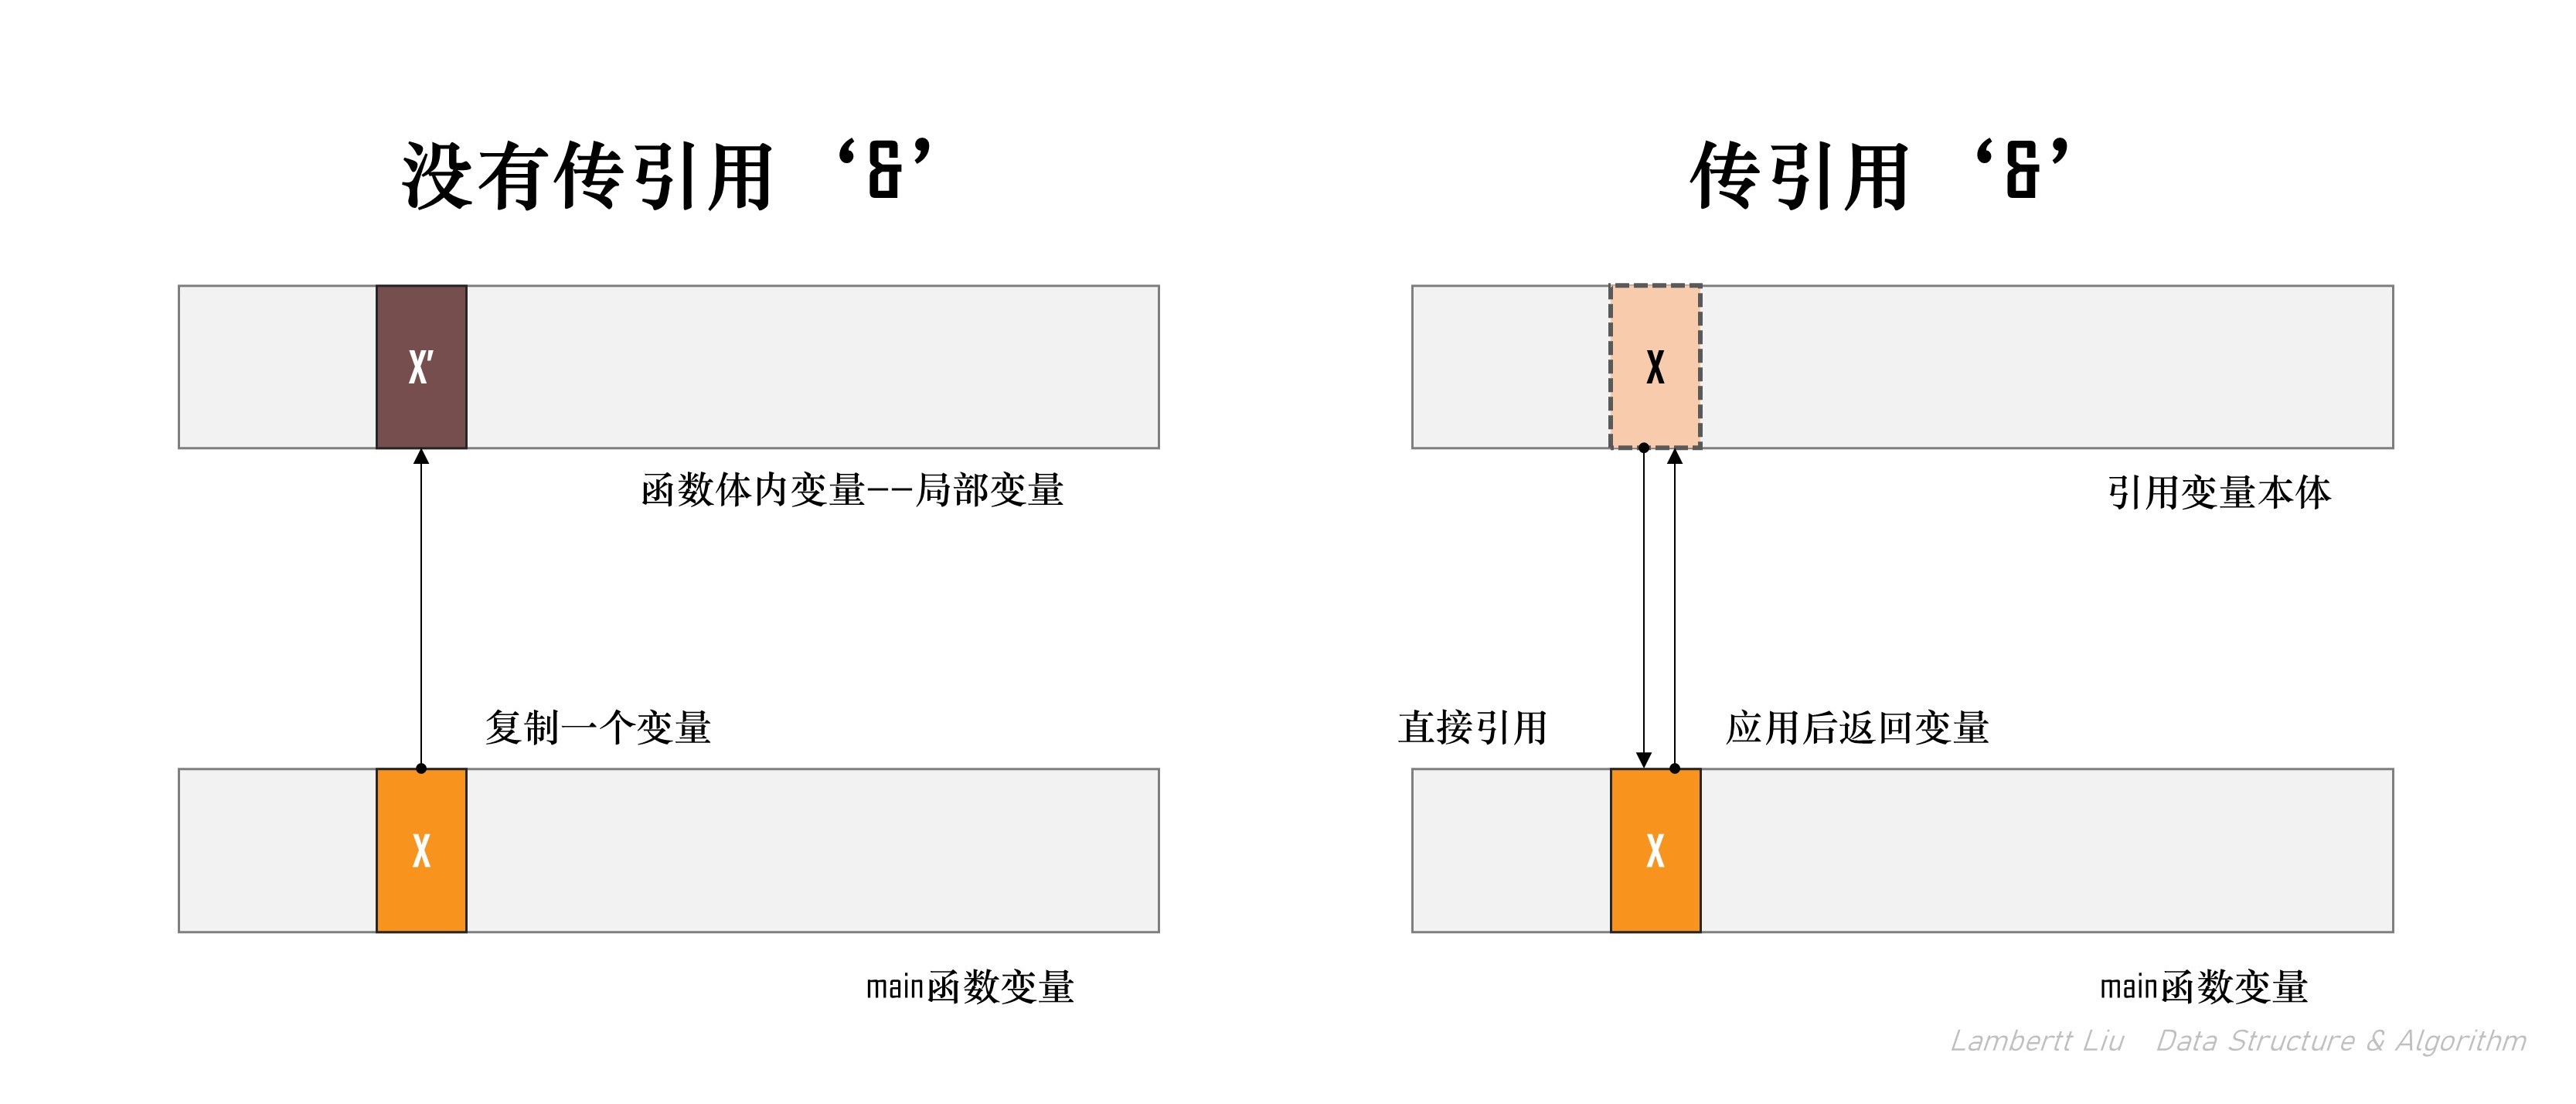 没有传引用 ‘&’
X′
函数体内变量--局部变量
复制一个变量
X
main函数变量
传引用 ‘&’
X
引用变量本体
直接引用
应用后返回变量
X
main函数变量
Lambertt Liu Data Structure & Algorithm